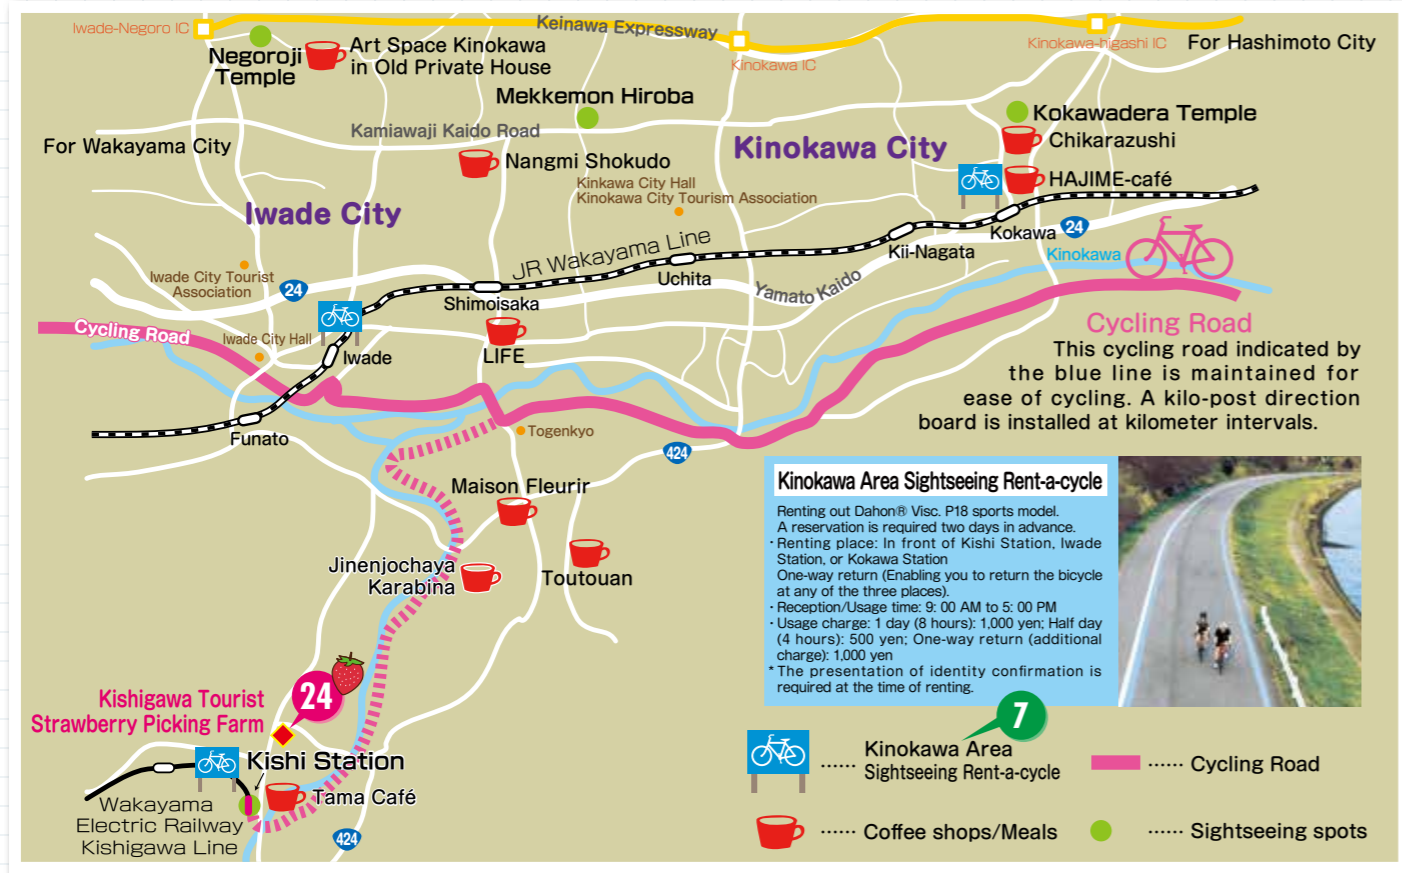 Iwade-Negoro IC
Keinawa Expressway
Kinokawa IC
Kinokawa-higashi IC
For Hashimoto City
Negoroji
Temple
Art Space Kinokawa
in Old Private House
Mekkemon Hiroba
Kokawadera Temple
Chikarazushi
HAJIME-café
For Wakayama City
Kamiawaji Kaido Road
Nangmi Shokudo
Kinokawa City
Kinkawa City Hall
Kinokawa City Tourism Association
Iwade City
JR Wakayama Line
Kokawa
24
Kii-Nagata
Kinokawa
Uchita
Yamato Kaido
Iwade City Tourist
Association
24
Shimoisaka
Cycling Road
Iwade City Hall
Iwade
LIFE
Funato
Togenkyo
424
Cycling Road
This cycling road indicated by
the blue line is maintained for
ease of cycling. A kilo-post direction
board is installed at kilometer intervals.
Maison Fleurir
Toutouan
Jinenjochaya
Karabina
Kinokawa Area Sightseeing Rent-a-cycle
Renting out Dahon® Visc. P18 sports model.
A reservation is required two days in advance.
・Renting place: In front of Kishi Station, Iwade
Station, or Kokawa Station
One-way return (Enabling you to return the bicycle
at any of the three places).
・Reception/Usage time: 9: 00 AM to 5: 00 PM
・Usage charge: 1 day (8 hours): 1,000 yen; Half day
(4 hours): 500 yen; One-way return (additional
charge): 1,000 yen
* The presentation of identity confirmation is
required at the time of renting.
24
Kishigawa Tourist
Strawberry Picking Farm
Kishi Station
Tama Café
Wakayama
Electric Railway
Kishigawa Line
424
7
...... Kinokawa Area
Sightseeing Rent-a-cycle
...... Cycling Road
...... Coffee shops/Meals
...... Sightseeing spots